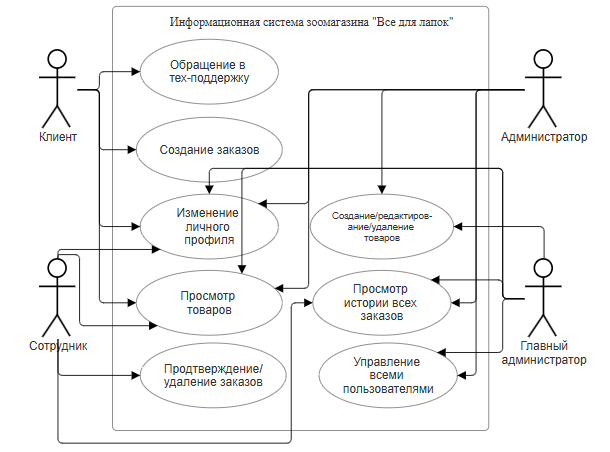 Информационная система зоомагазина "Все для лапок"
Обращение в
тех-поддержку
Клиент
Администратор
Создание заказов
Изменение
личного
профиля
Создание/редактиров-
ание/удаление
товаров
Просмотр
товаров
Просмотр
истории всех
заказов
Сотрудник
Главный
администратор
Продтверждение/
удаление заказов
Управление
всеми
пользователями